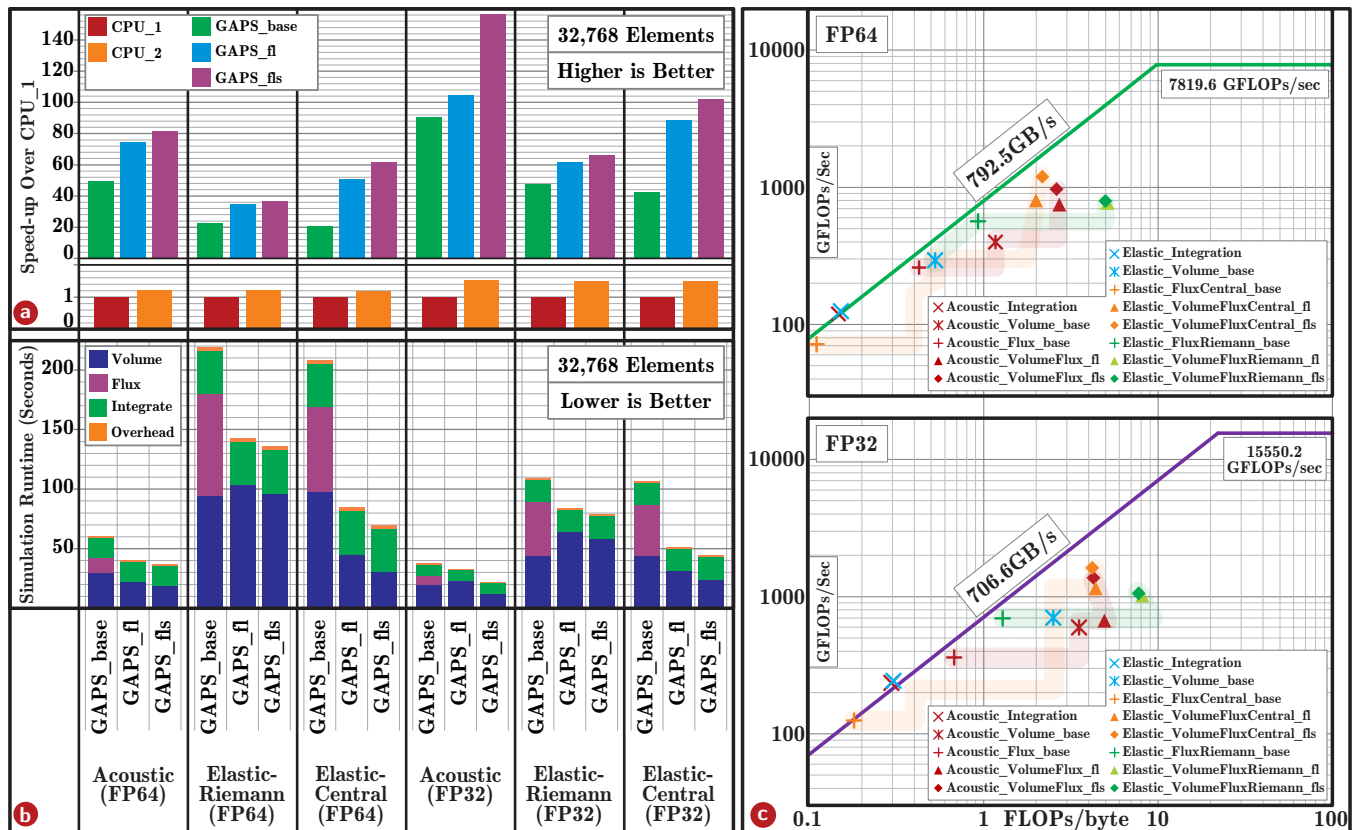 Speed-up Over CPU_1
140
120
100
80
60
40
20
0
1
0
CPU_1
CPU_2
GAPS_base
GAPS_fl
GAPS_fls
32,768 Elements
Higher is Better
a
Simulation Runtime (Seconds)
200
150
100
50
Volume
Flux
Integrate
Overhead
32,768 Elements
Lower is Better
GAPS_base
GAPS_fl
GAPS_fls
GAPS_base
GAPS_fl
GAPS_fls
GAPS_base
GAPS_fl
GAPS_fls
GAPS_base
GAPS_fl
GAPS_fls
GAPS_base
GAPS_fl
GAPS_fls
GAPS_base
GAPS_fl
GAPS_fls
Acoustic
(FP64)
Elastic-
Riemann
(FP64)
Elastic-
Central
(FP64)
Acoustic
(FP32)
Elastic-
Riemann
(FP32)
Elastic-
Central
(FP32)
b
FP64
10000
1000
100
GFLOPs/Sec
792.5GB/s
7819.6 GFLOPs/sec
Acoustic_Integration
Acoustic_Volume_base
Acoustic_Flux_base
Acoustic_VolumeFlux_fl
Acoustic_VolumeFlux_fls
Elastic_Integration
Elastic_Volume_base
Elastic_FluxCentral_base
Elastic_VolumeFluxCentral_fl
Elastic_VolumeFluxCentral_fls
Elastic_FluxRiemann_base
Elastic_VolumeFluxRiemann_fl
Elastic_VolumeFluxRiemann_fls
FP32
10000
1000
100
GFLOPs/Sec
706.6GB/s
15550.2
GFLOPs/sec
Acoustic_Integration
Acoustic_Volume_base
Acoustic_Flux_base
Acoustic_VolumeFlux_fl
Acoustic_VolumeFlux_fls
Elastic_Integration
Elastic_Volume_base
Elastic_FluxCentral_base
Elastic_VolumeFluxCentral_fl
Elastic_VolumeFluxCentral_fls
Elastic_FluxRiemann_base
Elastic_VolumeFluxRiemann_fl
Elastic_VolumeFluxRiemann_fls
c
0.1
1
10
100
FLOPs/byte